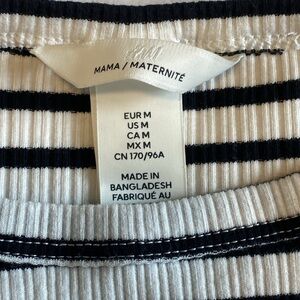 H&M
MAMA / MATERNITÉ
EUR M
US M
CA M
MX M
CN 170/96A
MADE IN
BANGLADESH
FABRIQUÉ AU